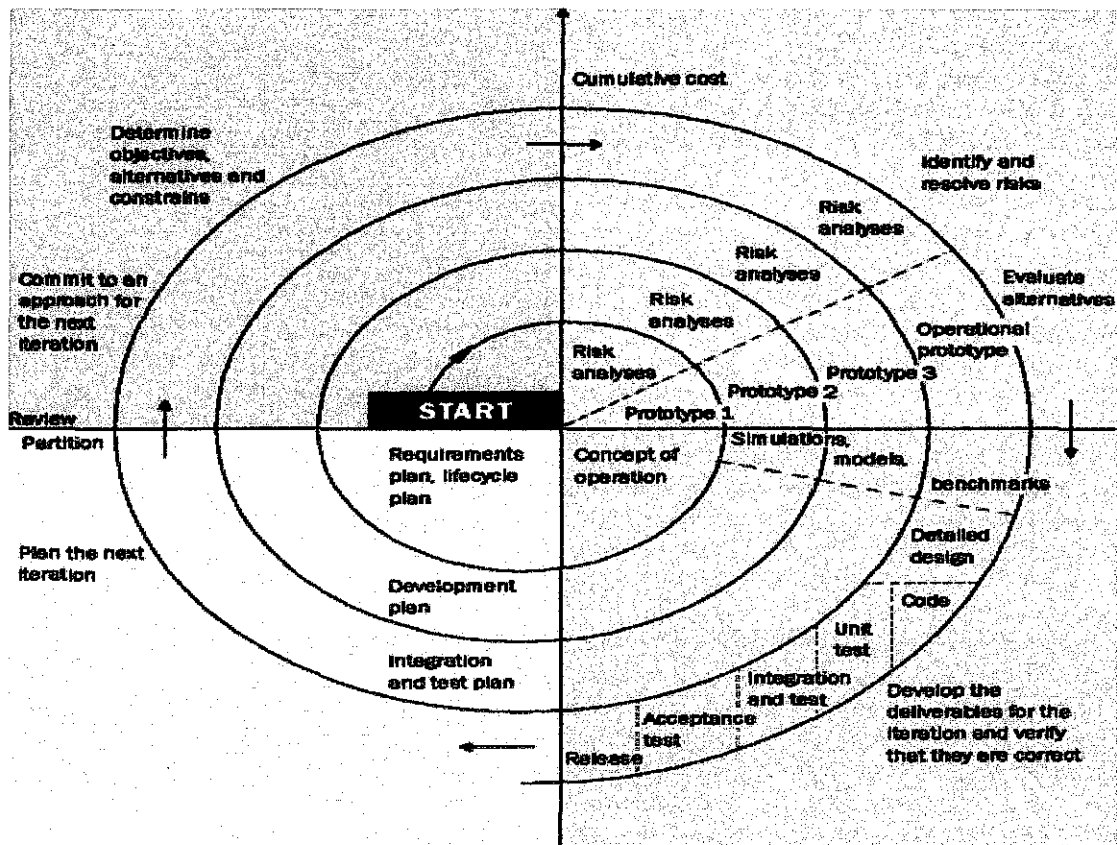 Cumulative cost
Determine
objectives,
alternatives and
constrains
Identify and
rescive risks
Risk
analyses
Risk
analyses
Commit to an
approach for
the next
iteration
Evaluate
alternatives
Risk
analyses
Operational
prototype
Risk
analyses
Prototype 3
Prototype 2
START
Prototype 1
Review
Partition
Simulations,
models,
benchmarks
Requirements
plan, lifecycle
plan
Concept of
operation
Detailed
design
Plan the next
iteration
Development
plan
Code
Unit
test
Integration
and test plan
Integration
and test
Develop the
deliverables for the
iteration and verify
that they are correct
Acceptance
test
Release